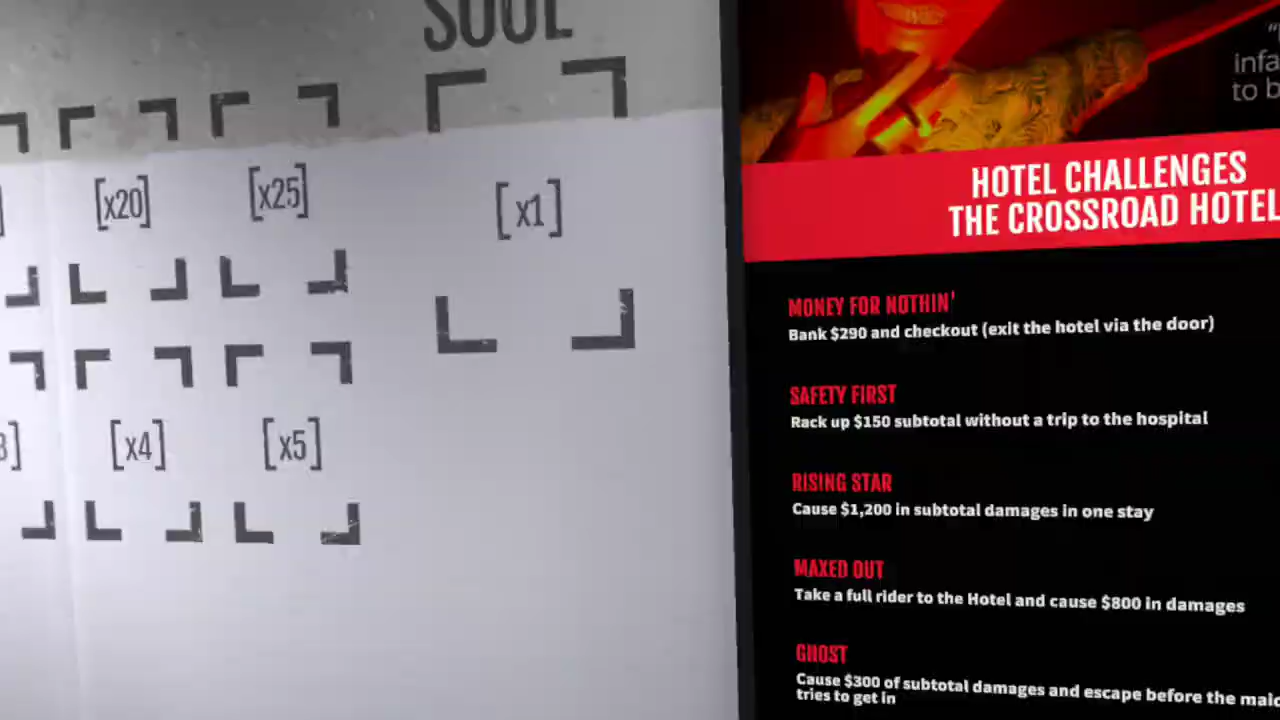 SOUL
[x20]
[x25]
[x1]
[x4]
[x5]
HOTEL CHALLENGES
THE CROSSROAD HOTEL
MONEY FOR NOTHIN'
Bank $290 and checkout (exit the hotel via the door)
SAFETY FIRST
Rack up $150 subtotal without a trip to the hospital
RISING STAR
Cause $1,200 in subtotal damages in one stay
MAXED OUT
Take a full rider to the Hotel and cause $800 in damages
GHOST
Cause $300 of subtotal damages and escape before the
tries to get in
to